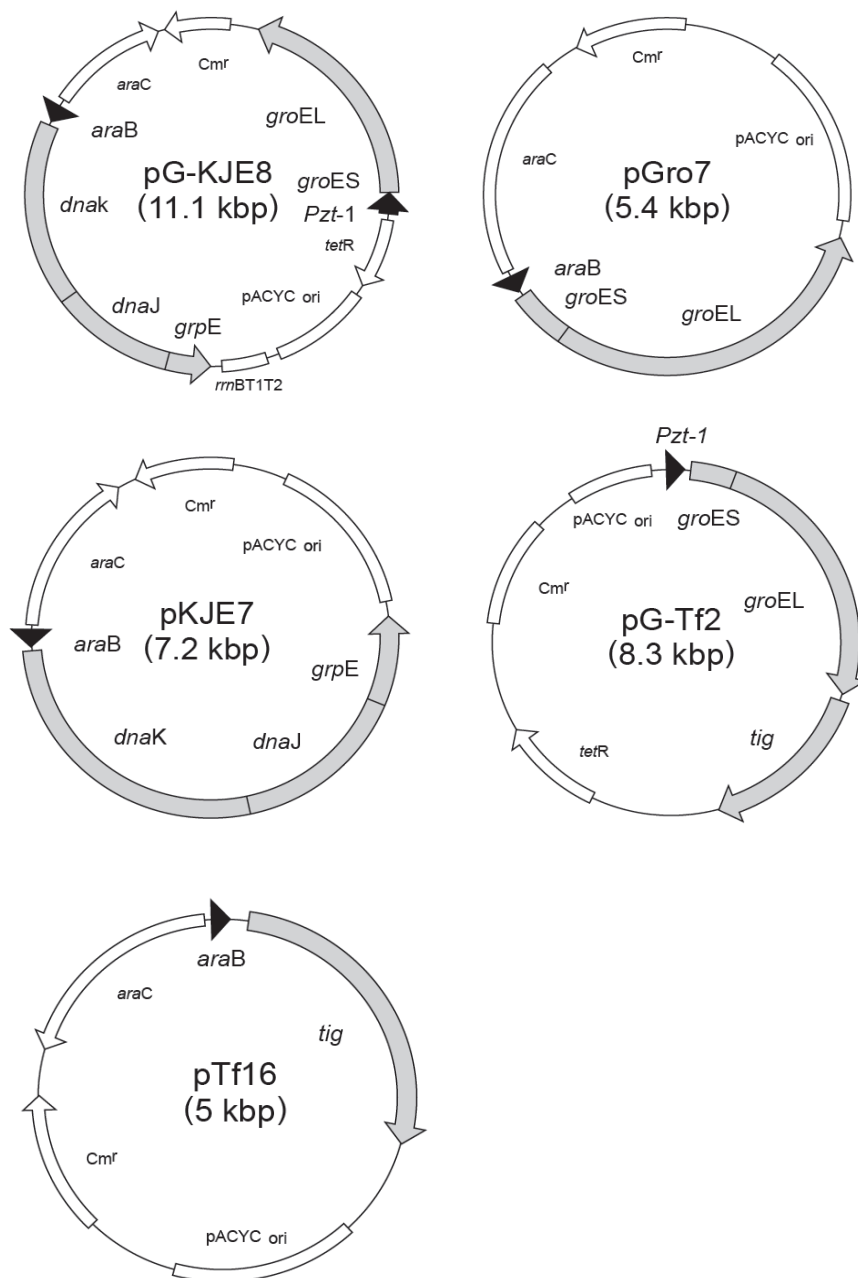 Cmr
araC
araB
groEL
pG-KJE8
(11.1 kbp)
groES
Pzt-1
tetR
dnak
dnaJ
grpE
pACYC ori
rrnBT1T2
Cmr
pACYC ori
araC
pGro7
(5.4 kbp)
araB
groES
groEL
Cmr
pACYC ori
araC
pKJE7
(7.2 kbp)
araB
grpE
dnaK
dnaJ
Pzt-1
pACYC ori
groES
Cmr
groEL
pG-Tf2
(8.3 kbp)
tig
tetR
araB
araC
tig
pTf16
(5 kbp)
Cmr
pACYC ori